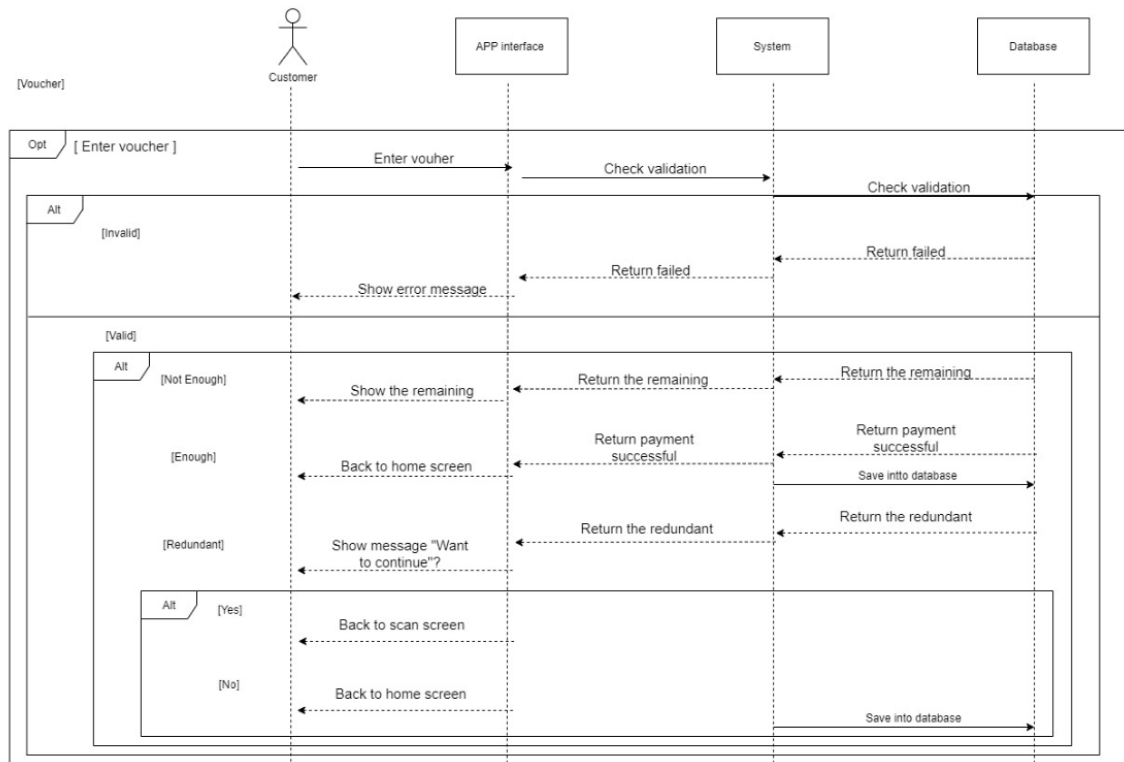 APP interface
System
Database
Customer
[Voucher]
Opt
[ Enter voucher ]
Enter vouher
Check validation
Check validation
Alt
[Invalid]
Return failed
Return failed
Show error message
[Valid]
Alt
[Not Enough]
Return the remaining
Return the remaining
Show the remaining
Return payment
successful
Return payment
successful
[Enough]
Back to home screen
Save intto database
Return the redundant
Return the redundant
[Redundant]
Show message "Want
to continue"?
Alt
[Yes]
Back to scan screen
[No]
Back to home screen
Save into database